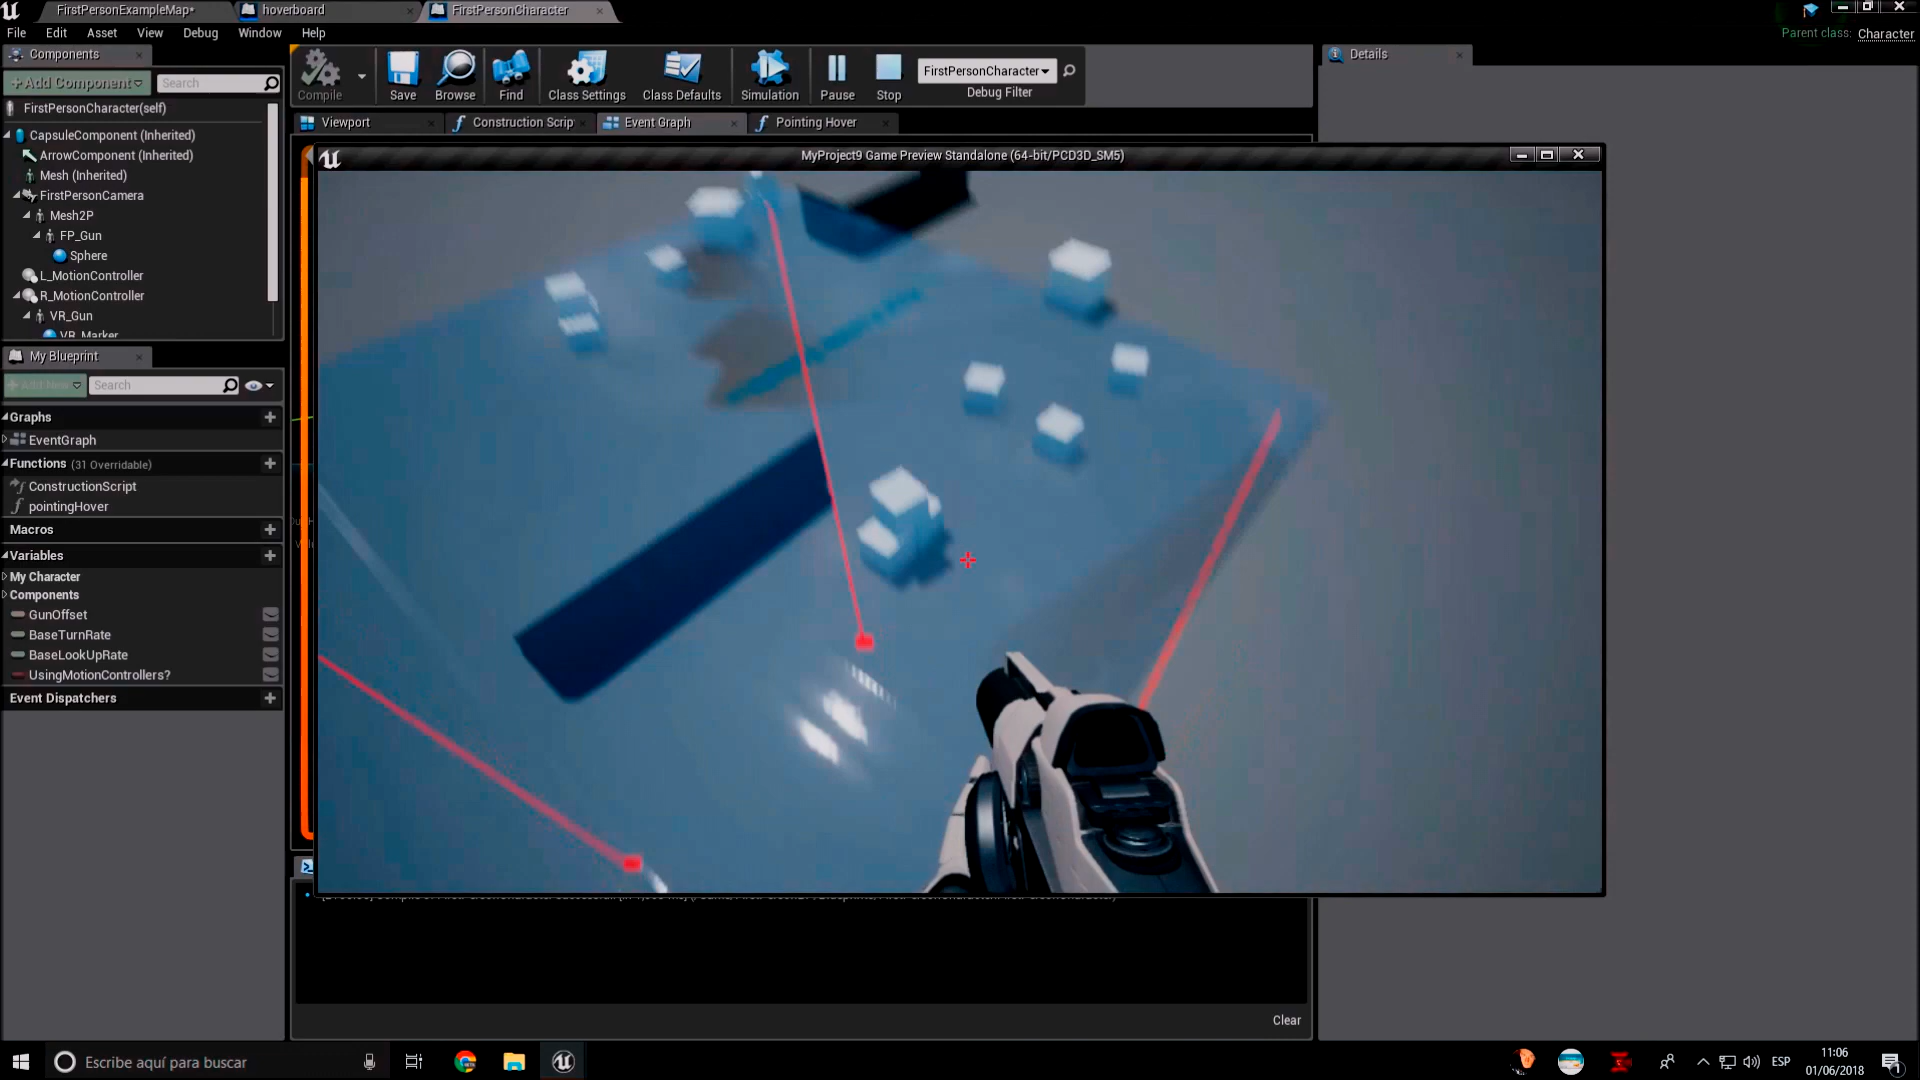 FirstPersonExampleMap*
hoverboard
FirstPersonCharacter
File Edit Asset View Debug Window Help
Parent class: Character
Components
Details
+Add Component
Search
Compile
Save
Browse
Find
Class Settings
Class Defaults
Simulation
Pause
Stop
FirstPersonCharacter
Debug Filter
FirstPersonCharacter(self)
Viewport
Construction Scrip
Event Graph
Pointing Hover
CapsuleComponent (Inherited)
ArrowComponent (Inherited)
Mesh (Inherited)
FirstPersonCamera
Mesh2P
FP_Gun
Sphere
L_MotionController
R_MotionController
VR_Gun
VR_Marker
MyProject9 Game Preview Standalone (64-bit/PCD3D_SM5)
My Blueprint
+ Add New
Search
Graphs
EventGraph
Functions (31 Overridable)
ConstructionScript
pointingHover
Macros
Variables
My Character
Components
GunOffset
BaseTurnRate
BaseLookUpRate
UsingMotionControllers?
Event Dispatchers
Clear
Escribe aquí para buscar
ESP
11:06
01/06/2018
1